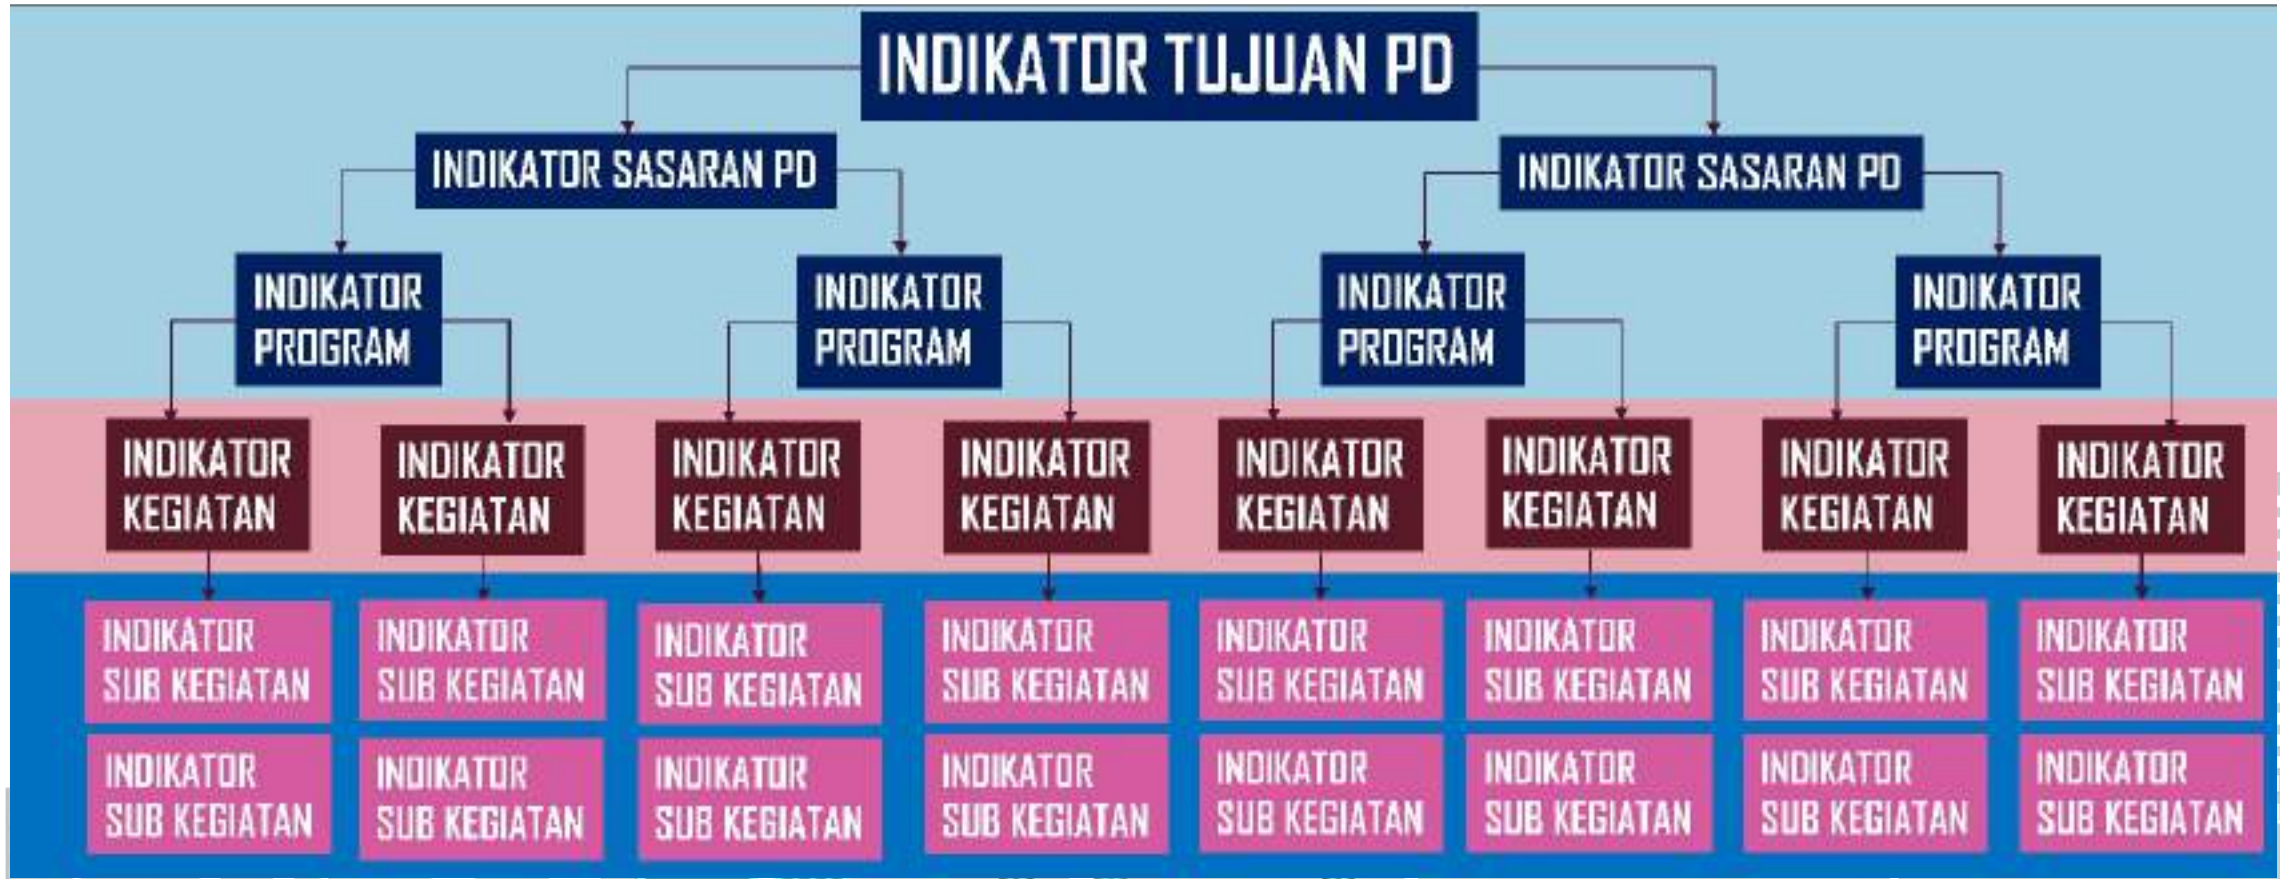 INDIKATOR TUJUAN PD
INDIKATOR SASARAN PD
INDIKATOR SASARAN PD
INDIKATOR
PROGRAM
INDIKATOR
PROGRAM
INDIKATOR
PROGRAM
INDIKATOR
PROGRAM
INDIKATOR
KEGIATAN
INDIKATOR
KEGIATAN
INDIKATOR
KEGIATAN
INDIKATOR
KEGIATAN
INDIKATOR
KEGIATAN
INDIKATOR
KEGIATAN
INDIKATOR
KEGIATAN
INDIKATOR
KEGIATAN
INDIKATOR
SUB KEGIATAN
INDIKATOR
SUB KEGIATAN
INDIKATOR
SUB KEGIATAN
INDIKATOR
SUB KEGIATAN
INDIKATOR
SUB KEGIATAN
INDIKATOR
SUB KEGIATAN
INDIKATOR
SUB KEGIATAN
INDIKATOR
SUB KEGIATAN
INDIKATOR
SUB KEGIATAN
INDIKATOR
SUB KEGIATAN
INDIKATOR
SUB KEGIATAN
INDIKATOR
SUB KEGIATAN
INDIKATOR
SUB KEGIATAN
INDIKATOR
SUB KEGIATAN
INDIKATOR
SUB KEGIATAN
INDIKATOR
SUB KEGIATAN